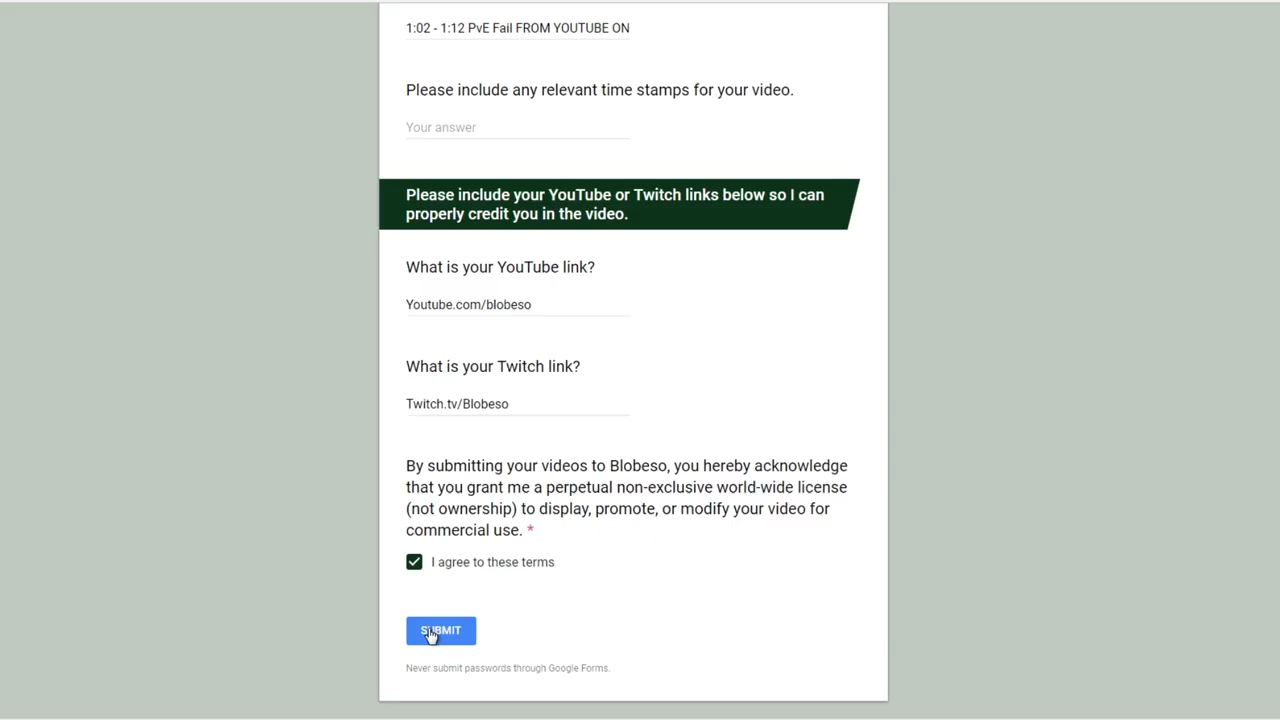 1:02 - 1:12 PvE Fail FROM YOUTUBE ON
Please include any relevant time stamps for your video.
Your answer
Please include your YouTube or Twitch links below so I can
properly credit you in the video.
What is your YouTube link?
Youtube.com/blobeso
What is your Twitch link?
Twitch.tv/Blobeso
By submitting your videos to Blobeso, you hereby acknowledge
that you grant me a perpetual non-exclusive world-wide license
(not ownership) to display, promote, or modify your video for
commercial use. *
I agree to these terms
SUBMIT
Never submit passwords through Google Forms.